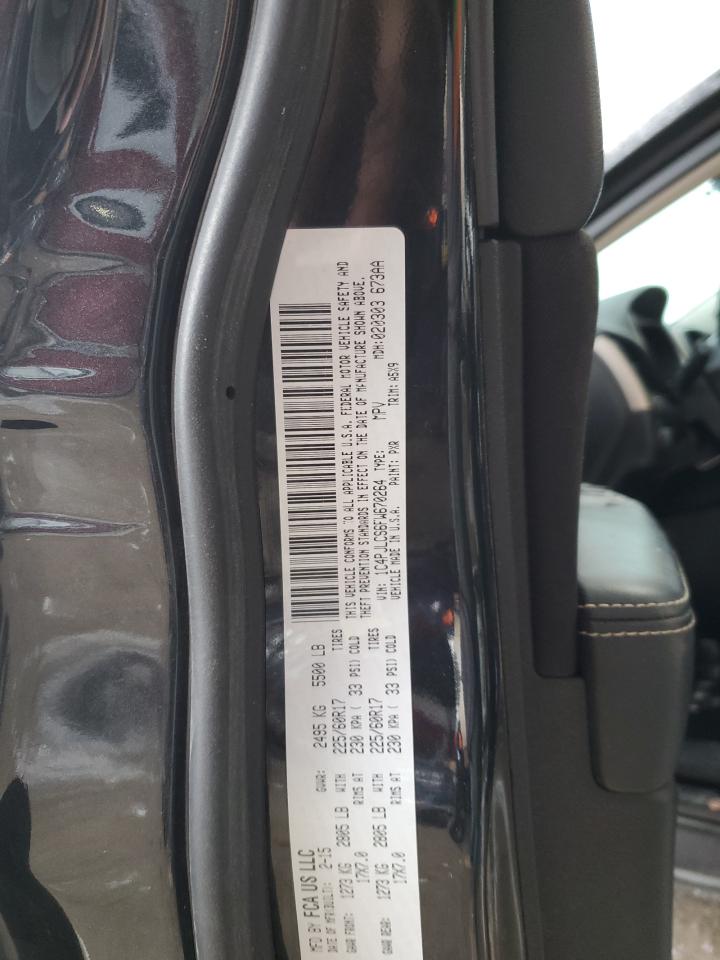 MFD BY FCA US LLC
DATE OF MFR(BUILT): 2-15 GVWR: 2495 KG 5500 LB
GAWR FRONT: 1273 KG 2805 LB WITH 225/60R17 TIRES
17X7.0 RIMS AT 230 KPA ( 33 PSI) COLD
GAWR REAR: 1273 KG 2805 LB WITH 225/60R17 TIRES
17X7.0 RIMS AT 230 KPA ( 33 PSI) COLD
THIS VEHICLE CONFORMS TO ALL APPLICABLE U.S.A. FEDERAL MOTOR VEHICLE SAFETY AND
THEFT PREVENTION STANDARDS IN EFFECT ON THE DATE OF MANUFACTURE SHOWN ABOVE.
VIN: 1C4PJLCS6FW670264 TYPE: MPV MDH:020303 673AA
VEHICLE MADE IN U.S.A. PAINT: PXR TRIM: A5X9